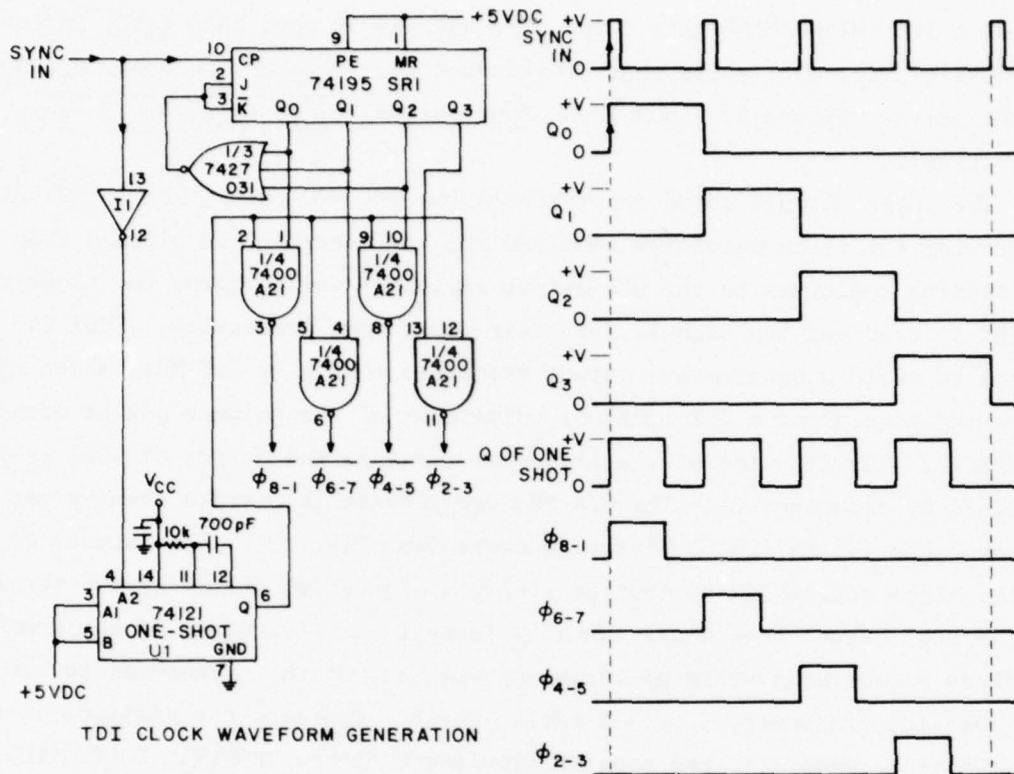 +5VDC
SYNC IN
10
9
1
CP
PE
MR
2
J
74195 SR1
3
K̅
Q0
Q1
Q2
Q3
1/3
7427
031
13
I1
12
2
1
9
10
1/4
7400
A21
1/4
7400
A21
3
5
4
8
13
12
1/4
7400
A21
1/4
7400
A21
6
11
ϕ8-1
ϕ6-7
ϕ4-5
ϕ2-3
VCC
10k
700pF
4
14
11
12
3
A1
A2
74121
Q
6
5
B
ONE-SHOT
U1
GND
7
+5VDC
TDI CLOCK WAVEFORM GENERATION
+V
SYNC IN
0
+V
Q0
0
+V
Q1
0
+V
Q2
0
+V
Q3
0
+V
Q OF ONE SHOT
0
ϕ8-1
ϕ6-7
ϕ4-5
ϕ2-3